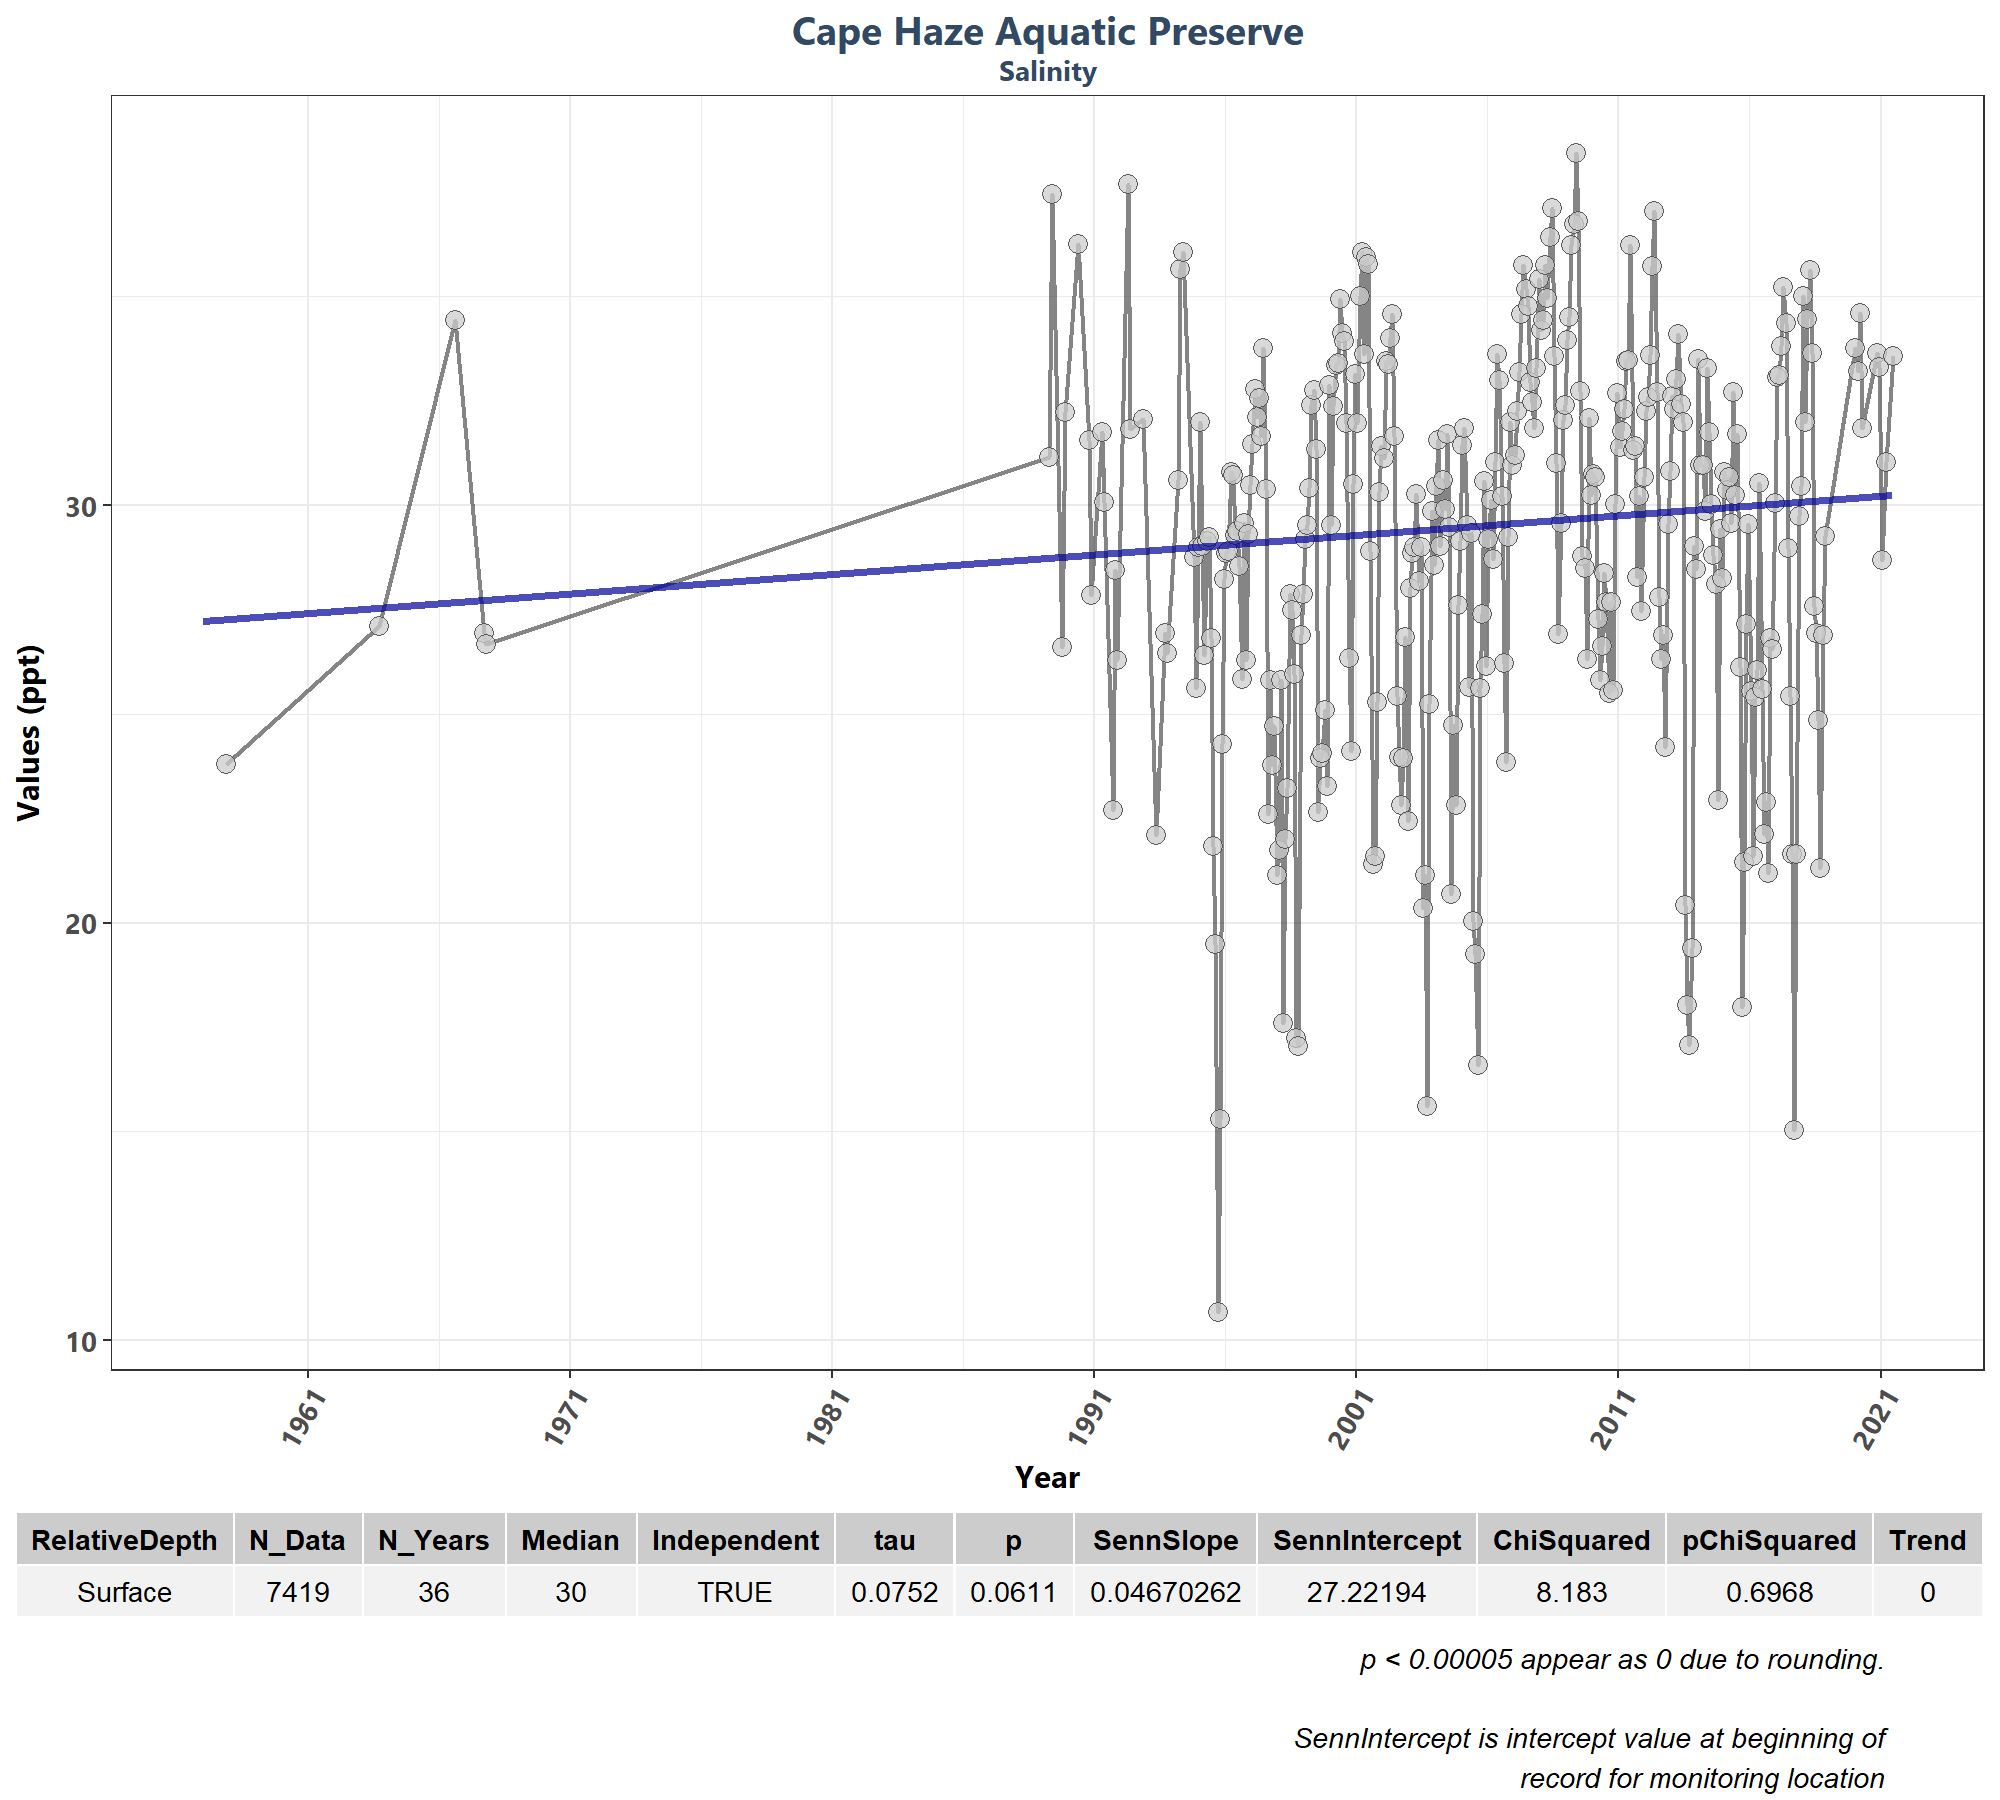 Cape Haze Aquatic Preserve
Salinity
Values (ppt)
30
20
10
1961 1971 1981 1991 2001 2011 2021
Year
RelativeDepth N_Data N_Years Median Independent tau p SennSlope SennIntercept ChiSquared pChiSquared Trend
Surface 7419 36 30 TRUE 0.0752 0.0611 0.04670262 27.22194 8.183 0.6968 0
p < 0.00005 appear as 0 due to rounding.
SennIntercept is intercept value at beginning of
record for monitoring location